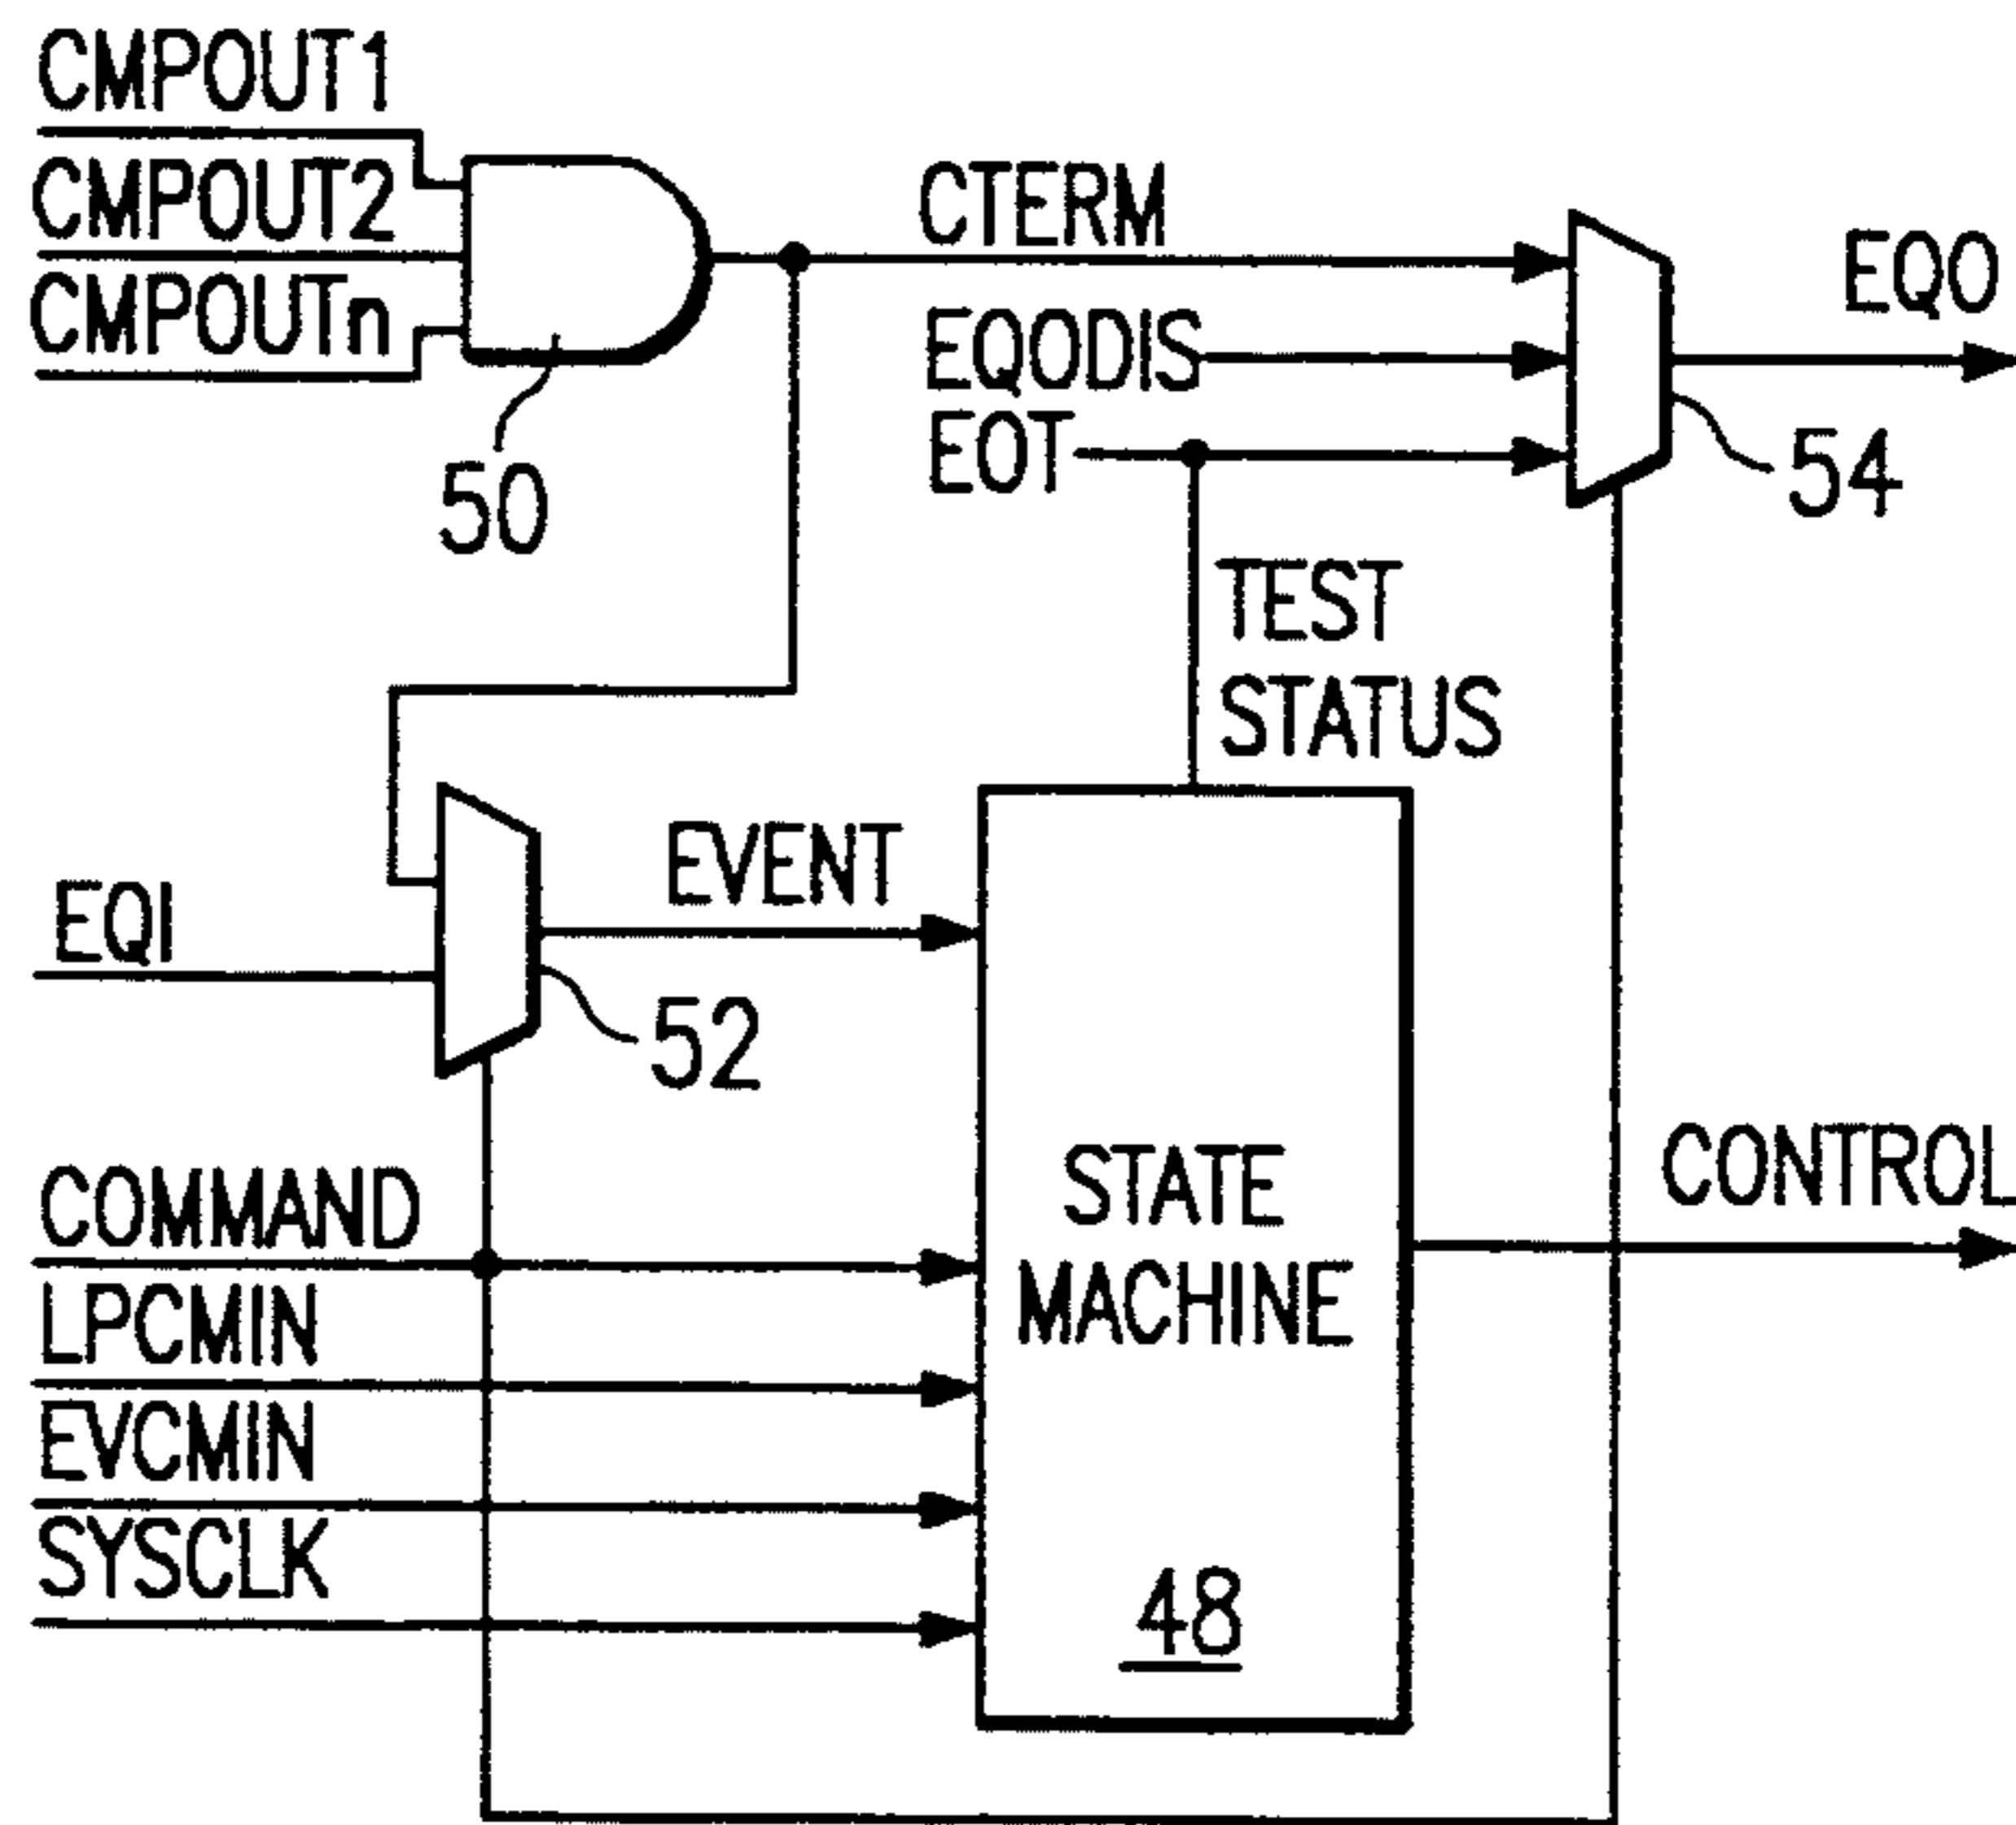 CMPOUT1
CMPOUT2
CMPOUTn
50
CTERM
EQODIS
EOT
EQO
54
TEST
STATUS
EQI
EVENT
52
COMMAND
LPCMIN
EVCMIN
SYSCLK
STATE
MACHINE
48
CONTROL